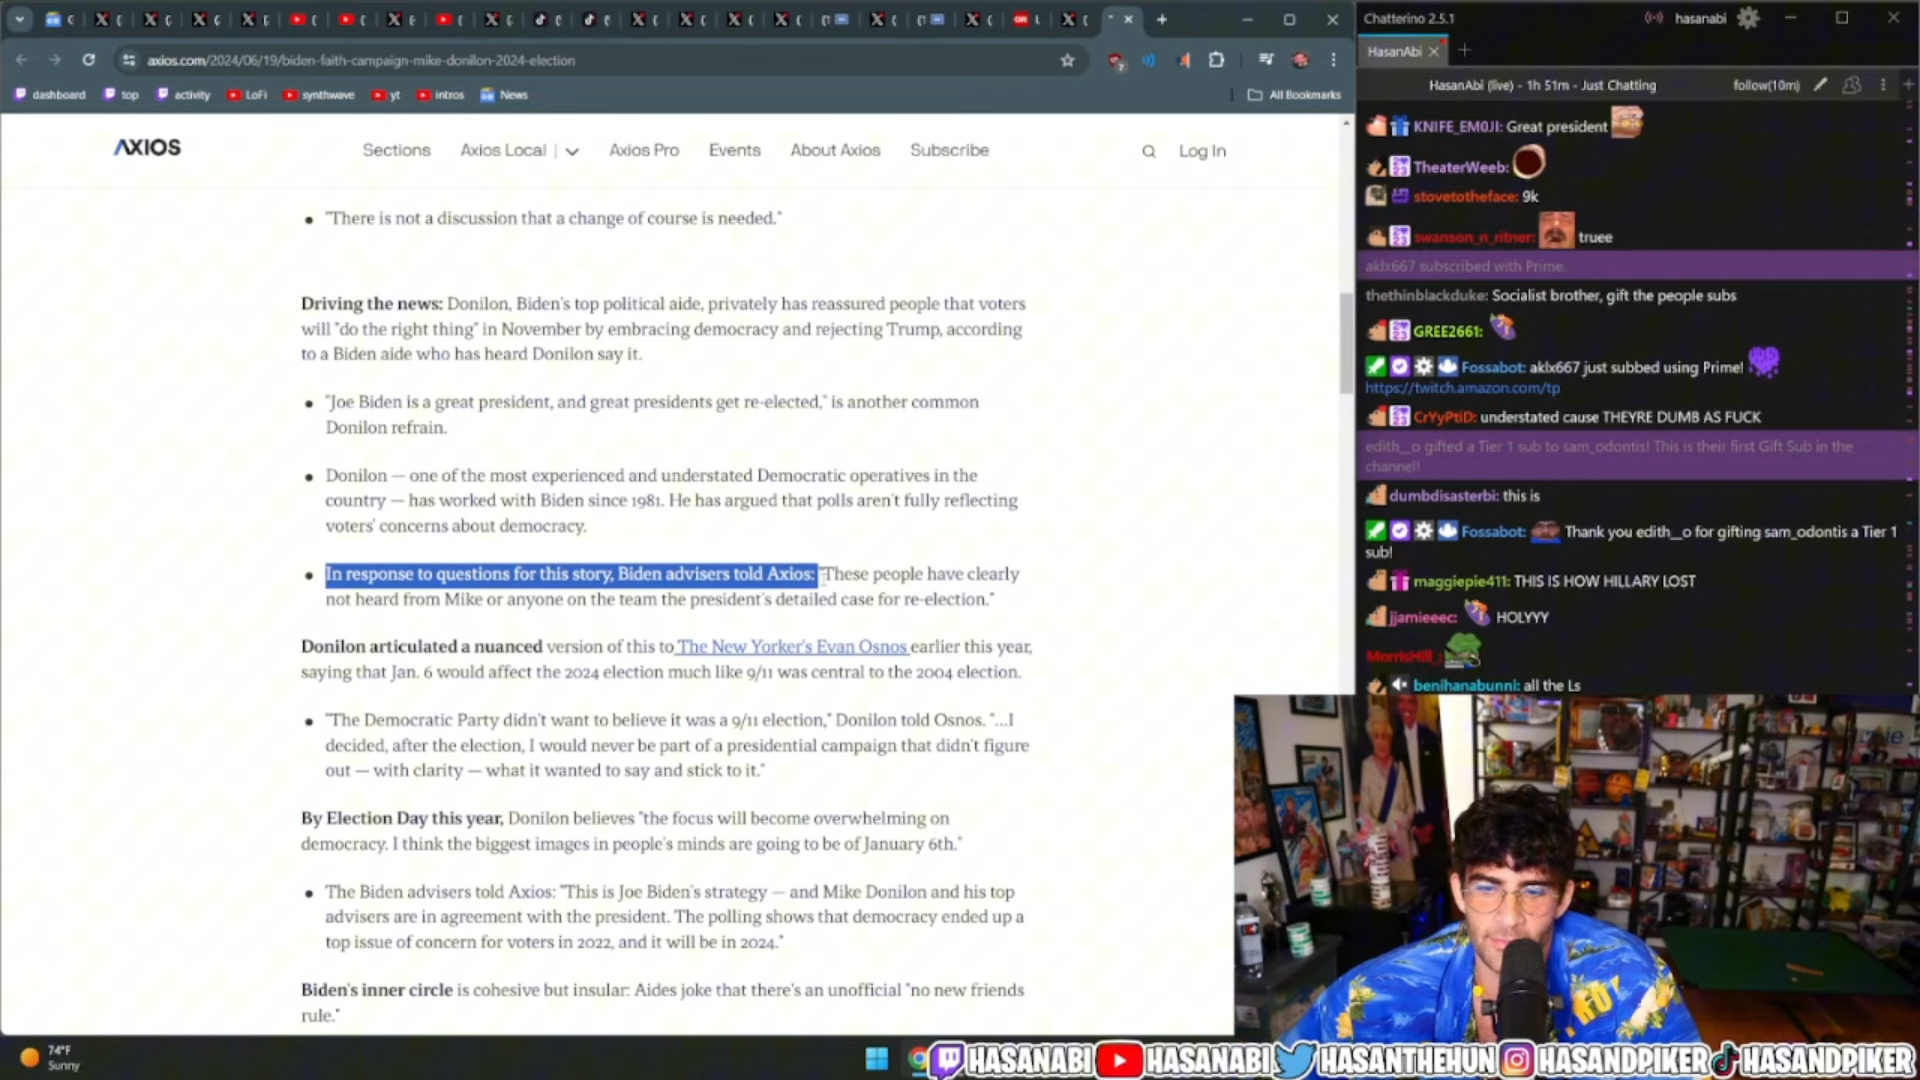 axios.com/2024/06/19/biden-faith-campaign-mike-donilon-2024-election
dashboard top activity LoFi synthwave yt intros News All Bookmarks
AXIOS
Sections Axios Local Axios Pro Events About Axios Subscribe Log In
"There is not a discussion that a change of course is needed."
Driving the news: Donilon, Biden's top political aide, privately has reassured people that voters
will "do the right thing" in November by embracing democracy and rejecting Trump, according
to a Biden aide who has heard Donilon say it.
"Joe Biden is a great president, and great presidents get re-elected," is another common
Donilon refrain.
Donilon — one of the most experienced and understated Democratic operatives in the
country — has worked with Biden since 1981. He has argued that polls aren't fully reflecting
voters' concerns about democracy.
In response to questions for this story, Biden advisers told Axios: "These people have clearly
not heard from Mike or anyone on the team the president's detailed case for re-election."
Donilon articulated a nuanced version of this to The New Yorker's Evan Osnos earlier this year,
saying that Jan. 6 would affect the 2024 election much like 9/11 was central to the 2004 election.
"The Democratic Party didn't want to believe it was a 9/11 election," Donilon told Osnos. "...I
decided, after the election, I would never be part of a presidential campaign that didn't figure
out — with clarity — what it wanted to say and stick to it."
By Election Day this year, Donilon believes "the focus will become overwhelming on
democracy. I think the biggest images in people's minds are going to be of January 6th."
The Biden advisers told Axios: "This is Joe Biden's strategy — and Mike Donilon and his top
advisers are in agreement with the president. The polling shows that democracy ended up a
top issue of concern for voters in 2022, and it will be in 2024."
Biden's inner circle is cohesive but insular: Aides joke that there's an unofficial "no new friends
rule."
74°F
Sunny
Chatterino 2.5.1 hasanabi
HasanAbi
HasanAbi (live) - 1h 51m - Just Chatting follow(10m)
KNIFE_EM0JI: Great president
TheaterWeeb:
stovetotheface: 9k
swanson_n_ritner: truee
aklx667 subscribed with Prime.
thethinblackduke: Socialist brother, gift the people subs
GREE2661:
Fossabot: aklx667 just subbed using Prime!
https://twitch.amazon.com/tp
CrYyPtiD: understated cause THEYRE DUMB AS FUCK
edith__o gifted a Tier 1 sub to sam_odontis! This is their first Gift Sub in the
channel!
dumbdisasterbi: this is
Fossabot: Thank you edith__o for gifting sam_odontis a Tier 1
sub!
maggiepie411: THIS IS HOW HILLARY LOST
jjamieeec: HOLYYY
MorrisHill_:
benihanabunni: all the Ls
HASANABI HASANABI HASANTHEHUN HASANDPIKER HASANDPIKER